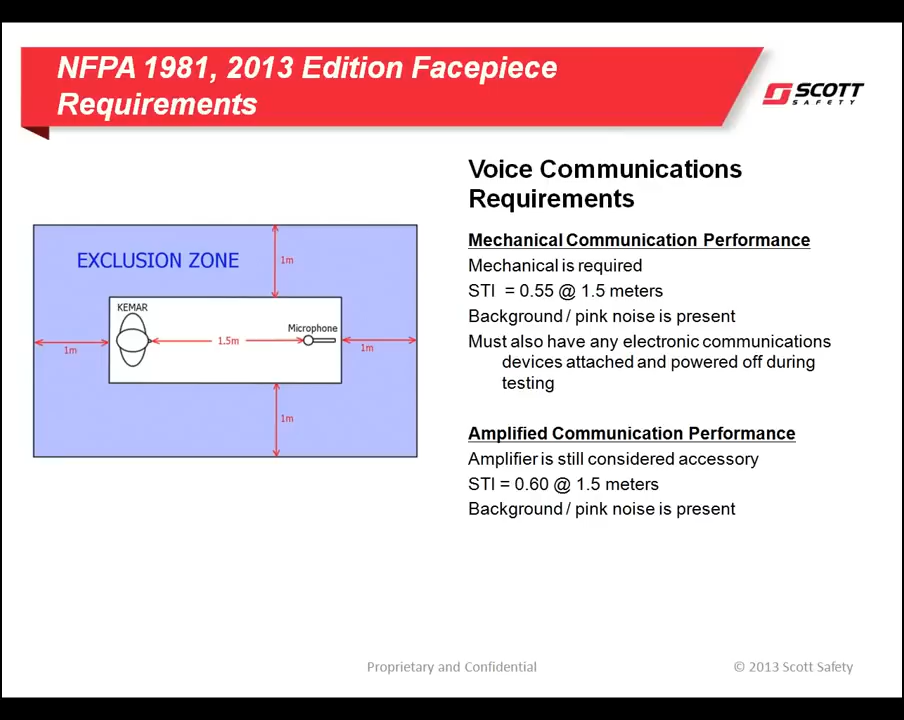 NFPA 1981, 2013 Edition Facepiece
Requirements
SCOTT
SAFETY
Voice Communications
Requirements
Mechanical Communication Performance
Mechanical is required
STI = 0.55 @ 1.5 meters
Background / pink noise is present
Must also have any electronic communications
devices attached and powered off during
testing
Amplified Communication Performance
Amplifier is still considered accessory
STI = 0.60 @ 1.5 meters
Background / pink noise is present
EXCLUSION ZONE
1m
KEMAR
Microphone
1m
1.5m
1m
1m
Proprietary and Confidential
© 2013 Scott Safety